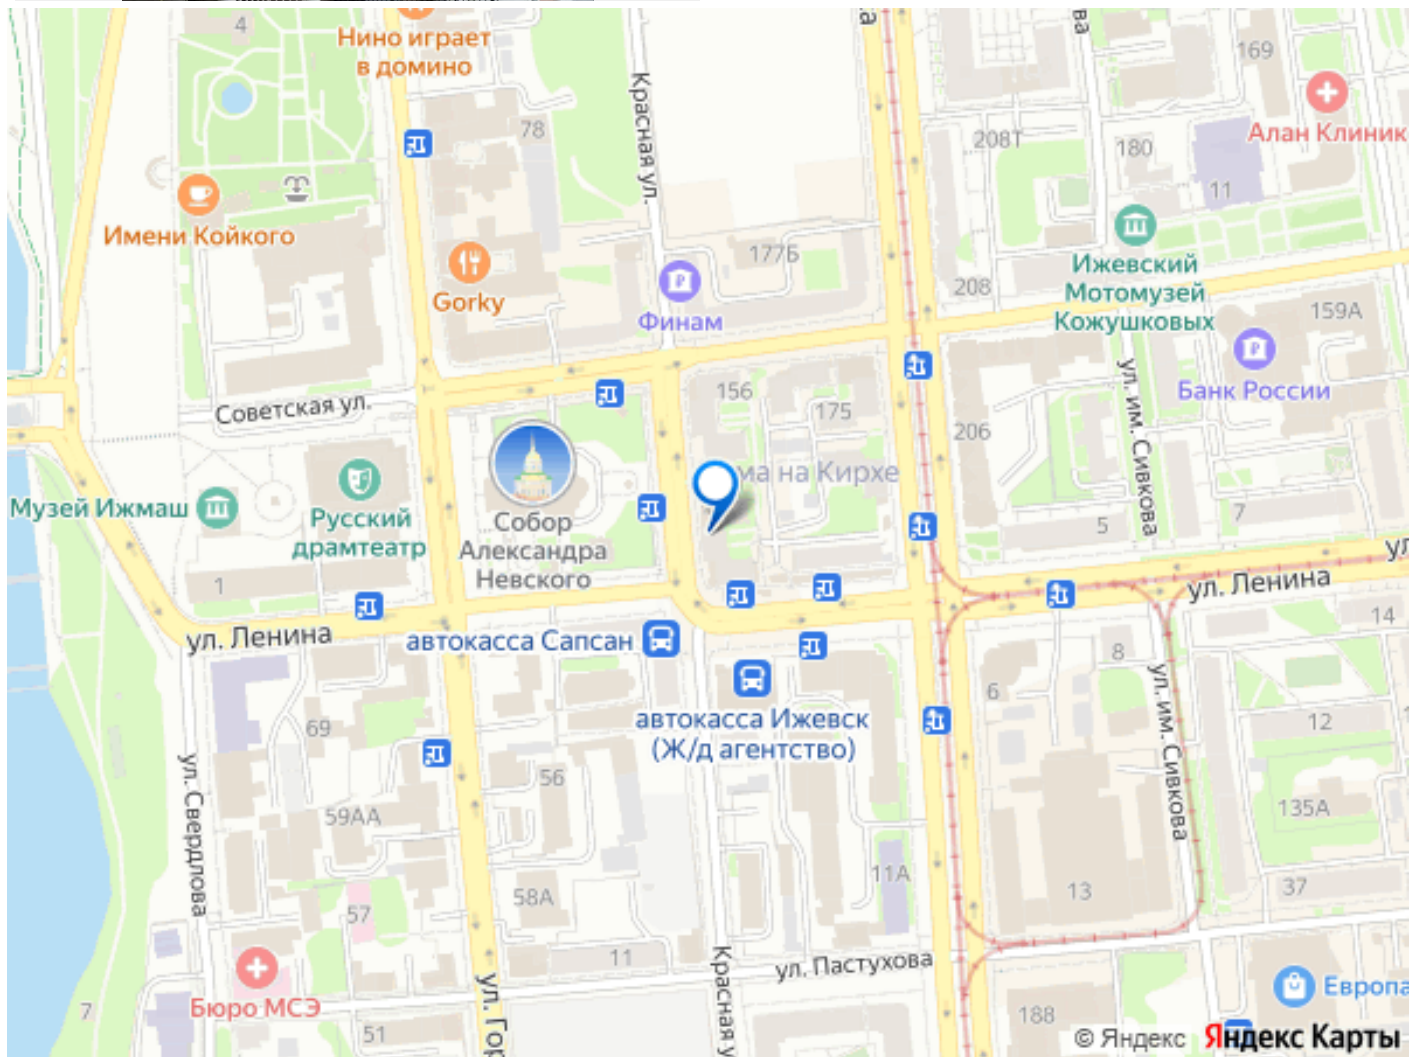 4
Нино играет
в домино
78
Красная ул.
а
169
Алан Клиник
208Т
180
11
Имени Койкого
Gorky
177Б
Финам
208
Ижевский
Мотомузей
Кожушковых
159А
Банк России
Советская ул.
156
175
206
ул. им. Сивкова
ма на Кирхе
Музей Ижмаш
Русский
драмтеатр
Собор
Александра
Невского
5
7
ул
1
ул. Ленина
ул. Ленина
автокасса Сапсан
8
14
6
автокасса Ижевск
(Ж/д агентство)
12
69
56
ул. им. Сивкова
ул. Свердлова
59АА
135А
58А
11А
13
37
57
11
Красная у
ул. Пастухова
Бюро МСЭ
ул. Гор
7
51
188
Европа
© Яндекс Яндекс Карты